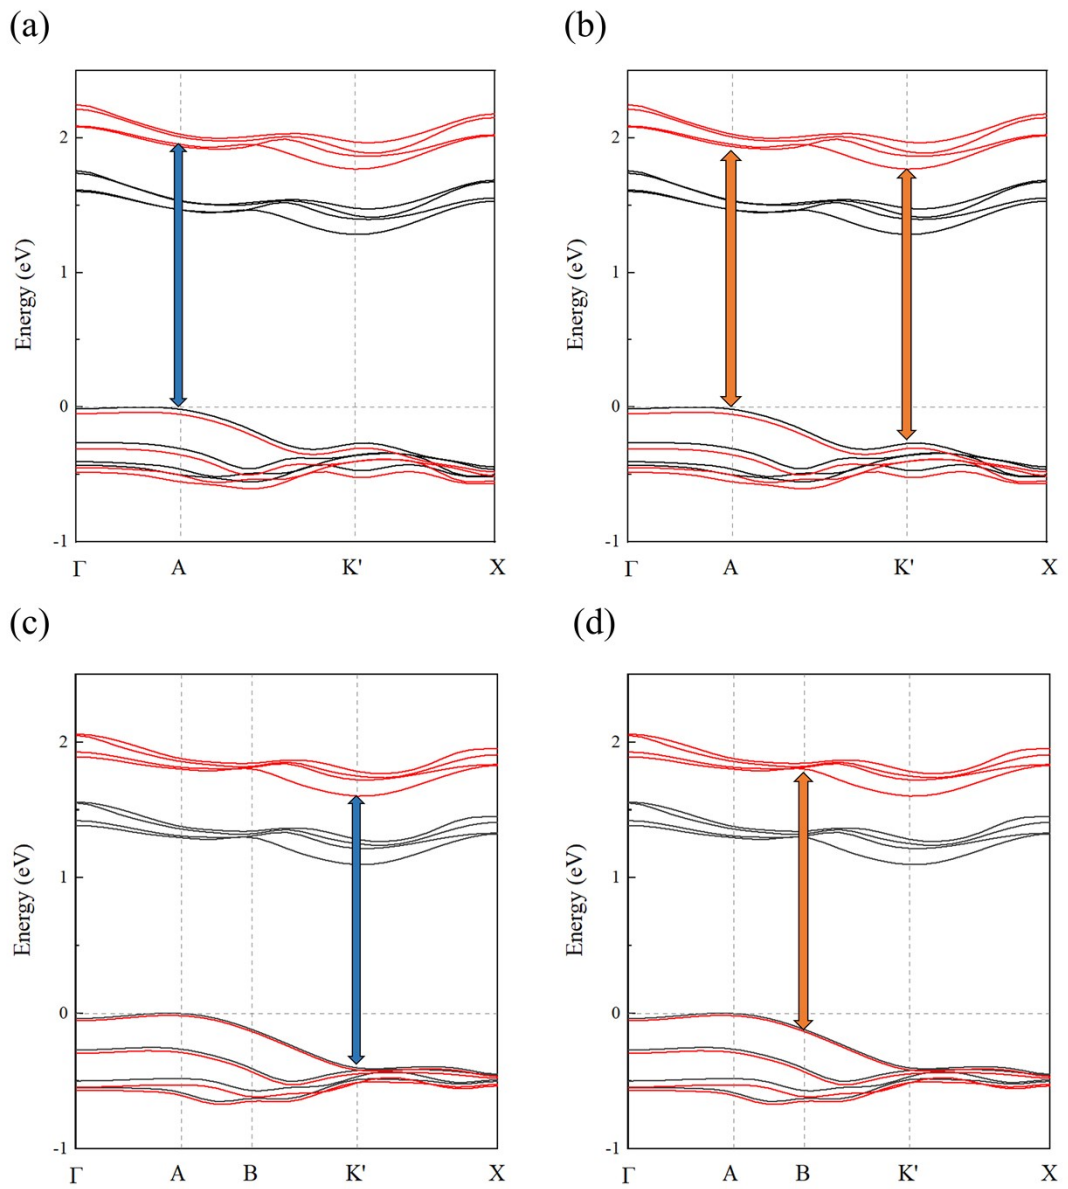 (a)
(b)
2
1
0
-1
Energy (eV)
Γ A K' X
2
1
0
-1
Energy (eV)
Γ A K' X
(c)
(d)
2
1
0
-1
Energy (eV)
Γ A B K' X
2
1
0
-1
Energy (eV)
Γ A B K' X